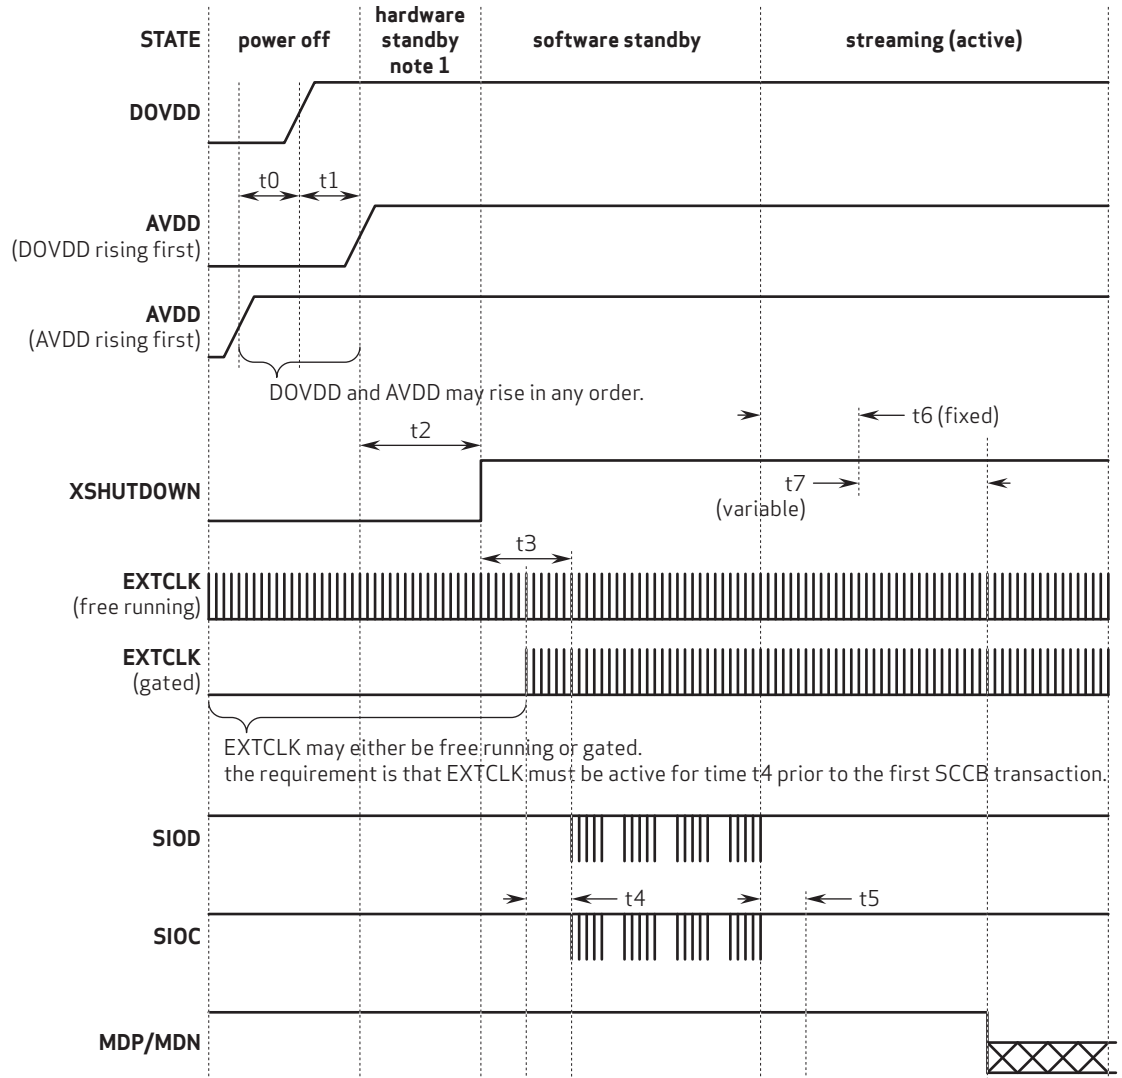 STATE
power off
hardware
standby
note 1
software standby
streaming (active)
DOVDD
t0
t1
AVDD
(DOVDD rising first)
AVDD
(AVDD rising first)
DOVDD and AVDD may rise in any order.
t6 (fixed)
t2
XSHUTDOWN
t7
(variable)
t3
EXTCLK
(free running)
EXTCLK
(gated)
EXTCLK may either be free running or gated.
the requirement is that EXTCLK must be active for time t4 prior to the first SCCB transaction.
SIOD
t4
t5
SIOC
MDP/MDN